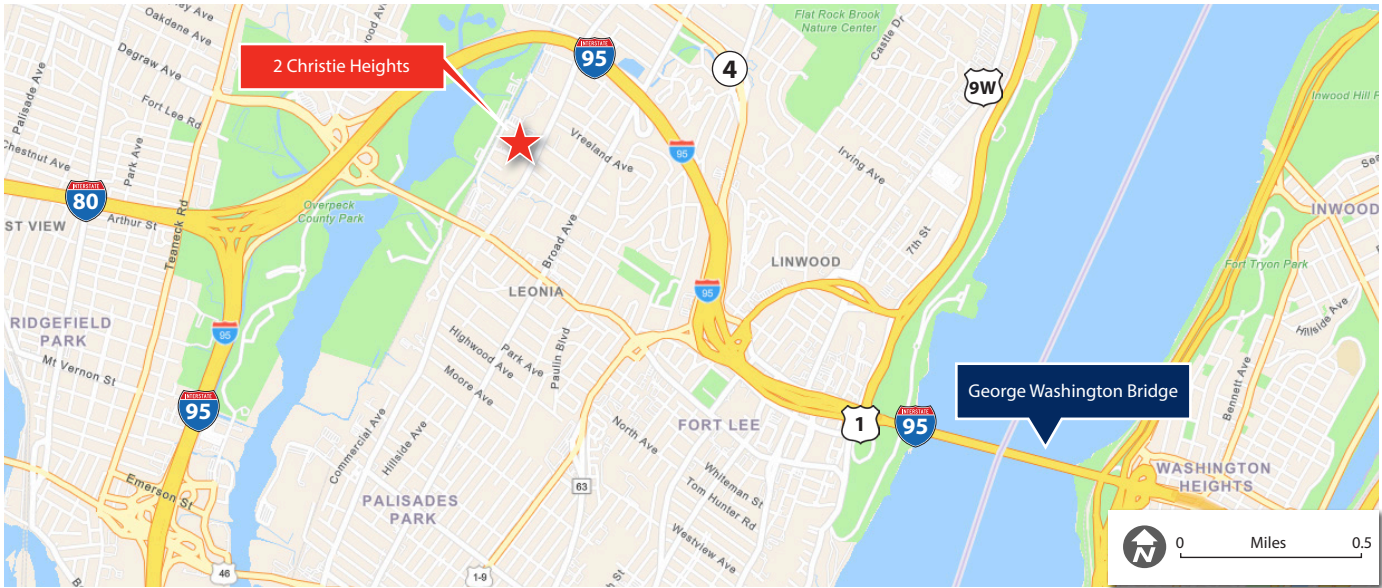 Oakdene Ave
Palisade Ave
Degraw Ave
Fort Lee Rd
Chestnut Ave
Park Ave
2 Christie Heights
INTERSTATE
95
4
Flat Rock Brook
Nature Center
Castle Dr
9W
Inwood Hill
Vreeland Ave
95
Irving Ave
INTERSTATE
80
Arthur St
Teaneck Rd
Overpeck
County Park
Broad Ave
7th St
INWOOD
LINWOOD
Fort Tryon Park
LEONIA
95
RIDGEFIELD
PARK
95
Mt Vernon St
Highwood Ave
Park Ave
Moore Ave
Paulin Blvd
Hillside Ave
Bennett Ave
George Washington Bridge
INTERSTATE
95
Commercial Ave
Hillside Ave
North Ave
FORT LEE
1
INTERSTATE
95
WASHINGTON
HEIGHTS
Emerson St
PALISADES
PARK
63
Whiteman St
Tom Hunter Rd
Westview Ave
46
1-9
N
0 Miles 0.5